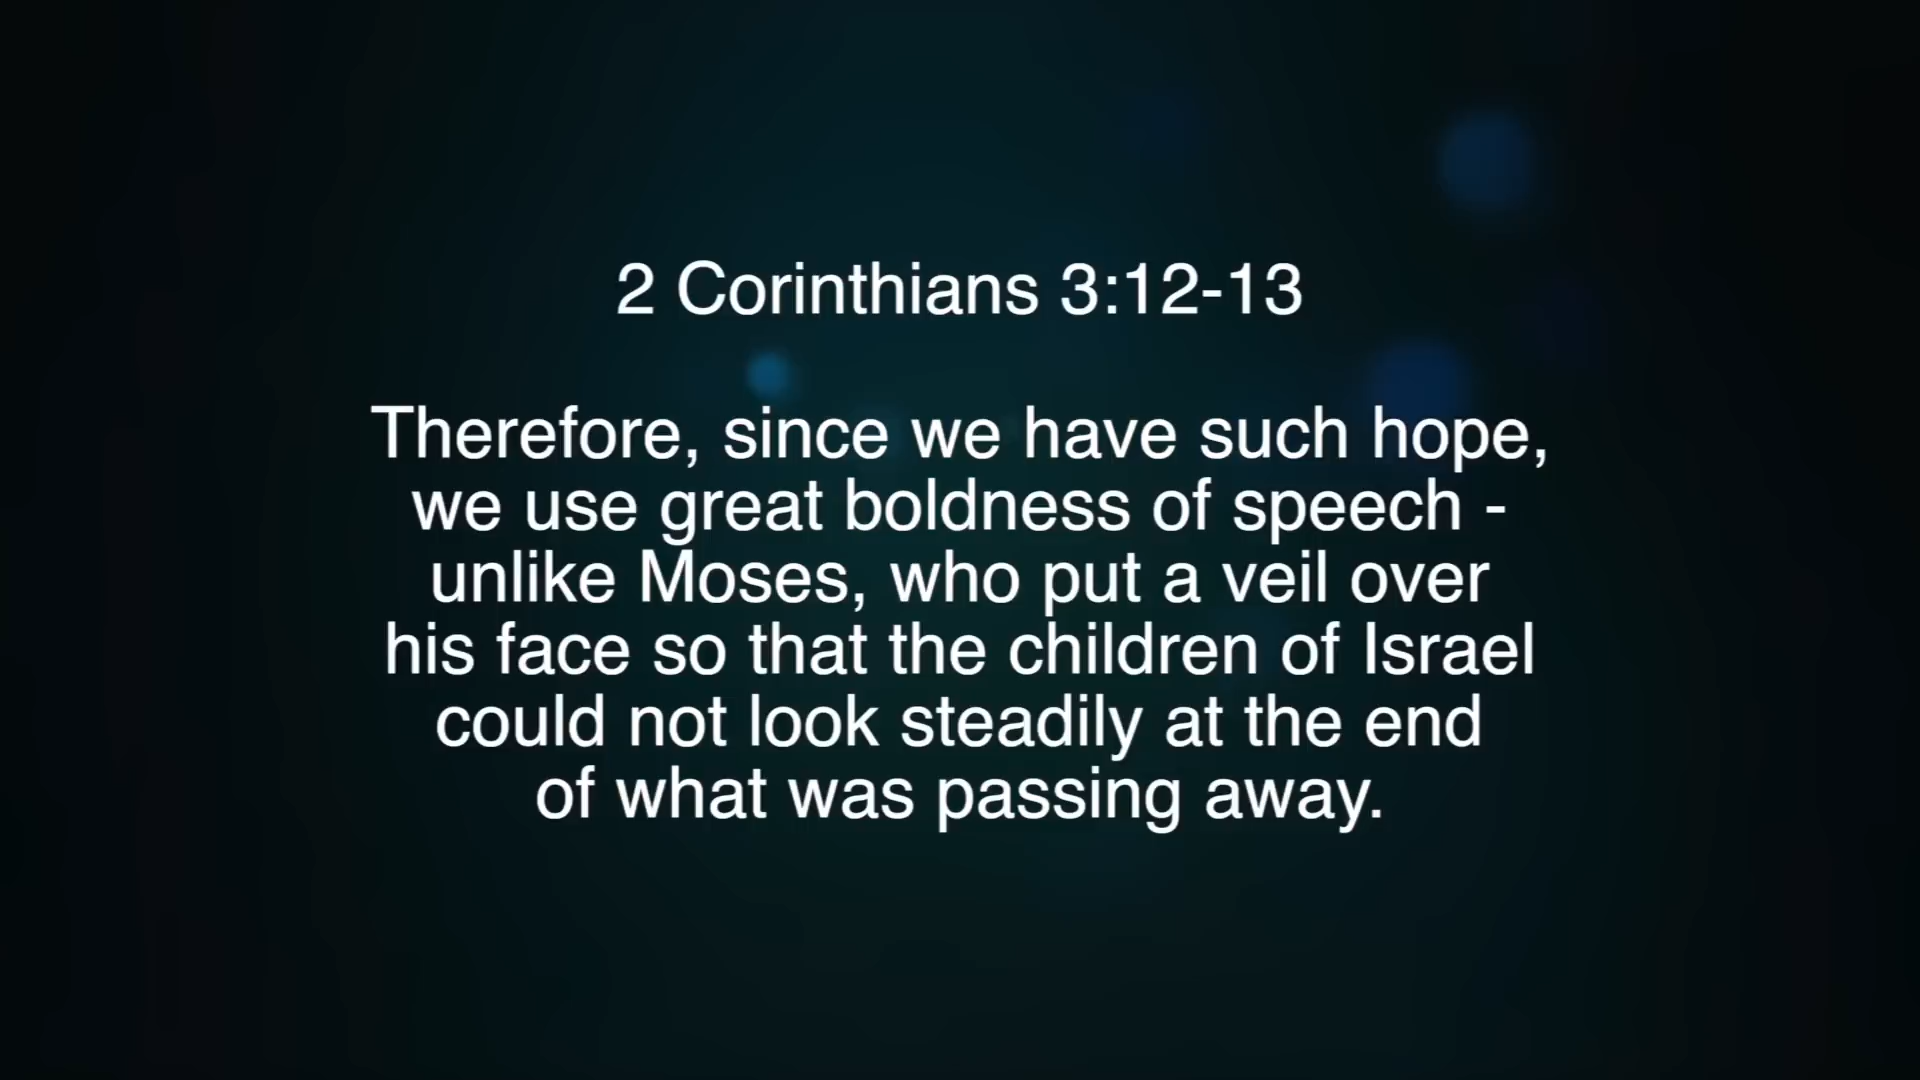 2 Corinthians 3:12-13
Therefore, since we have such hope,
we use great boldness of speech -
unlike Moses, who put a veil over
his face so that the children of Israel
could not look steadily at the end
of what was passing away.